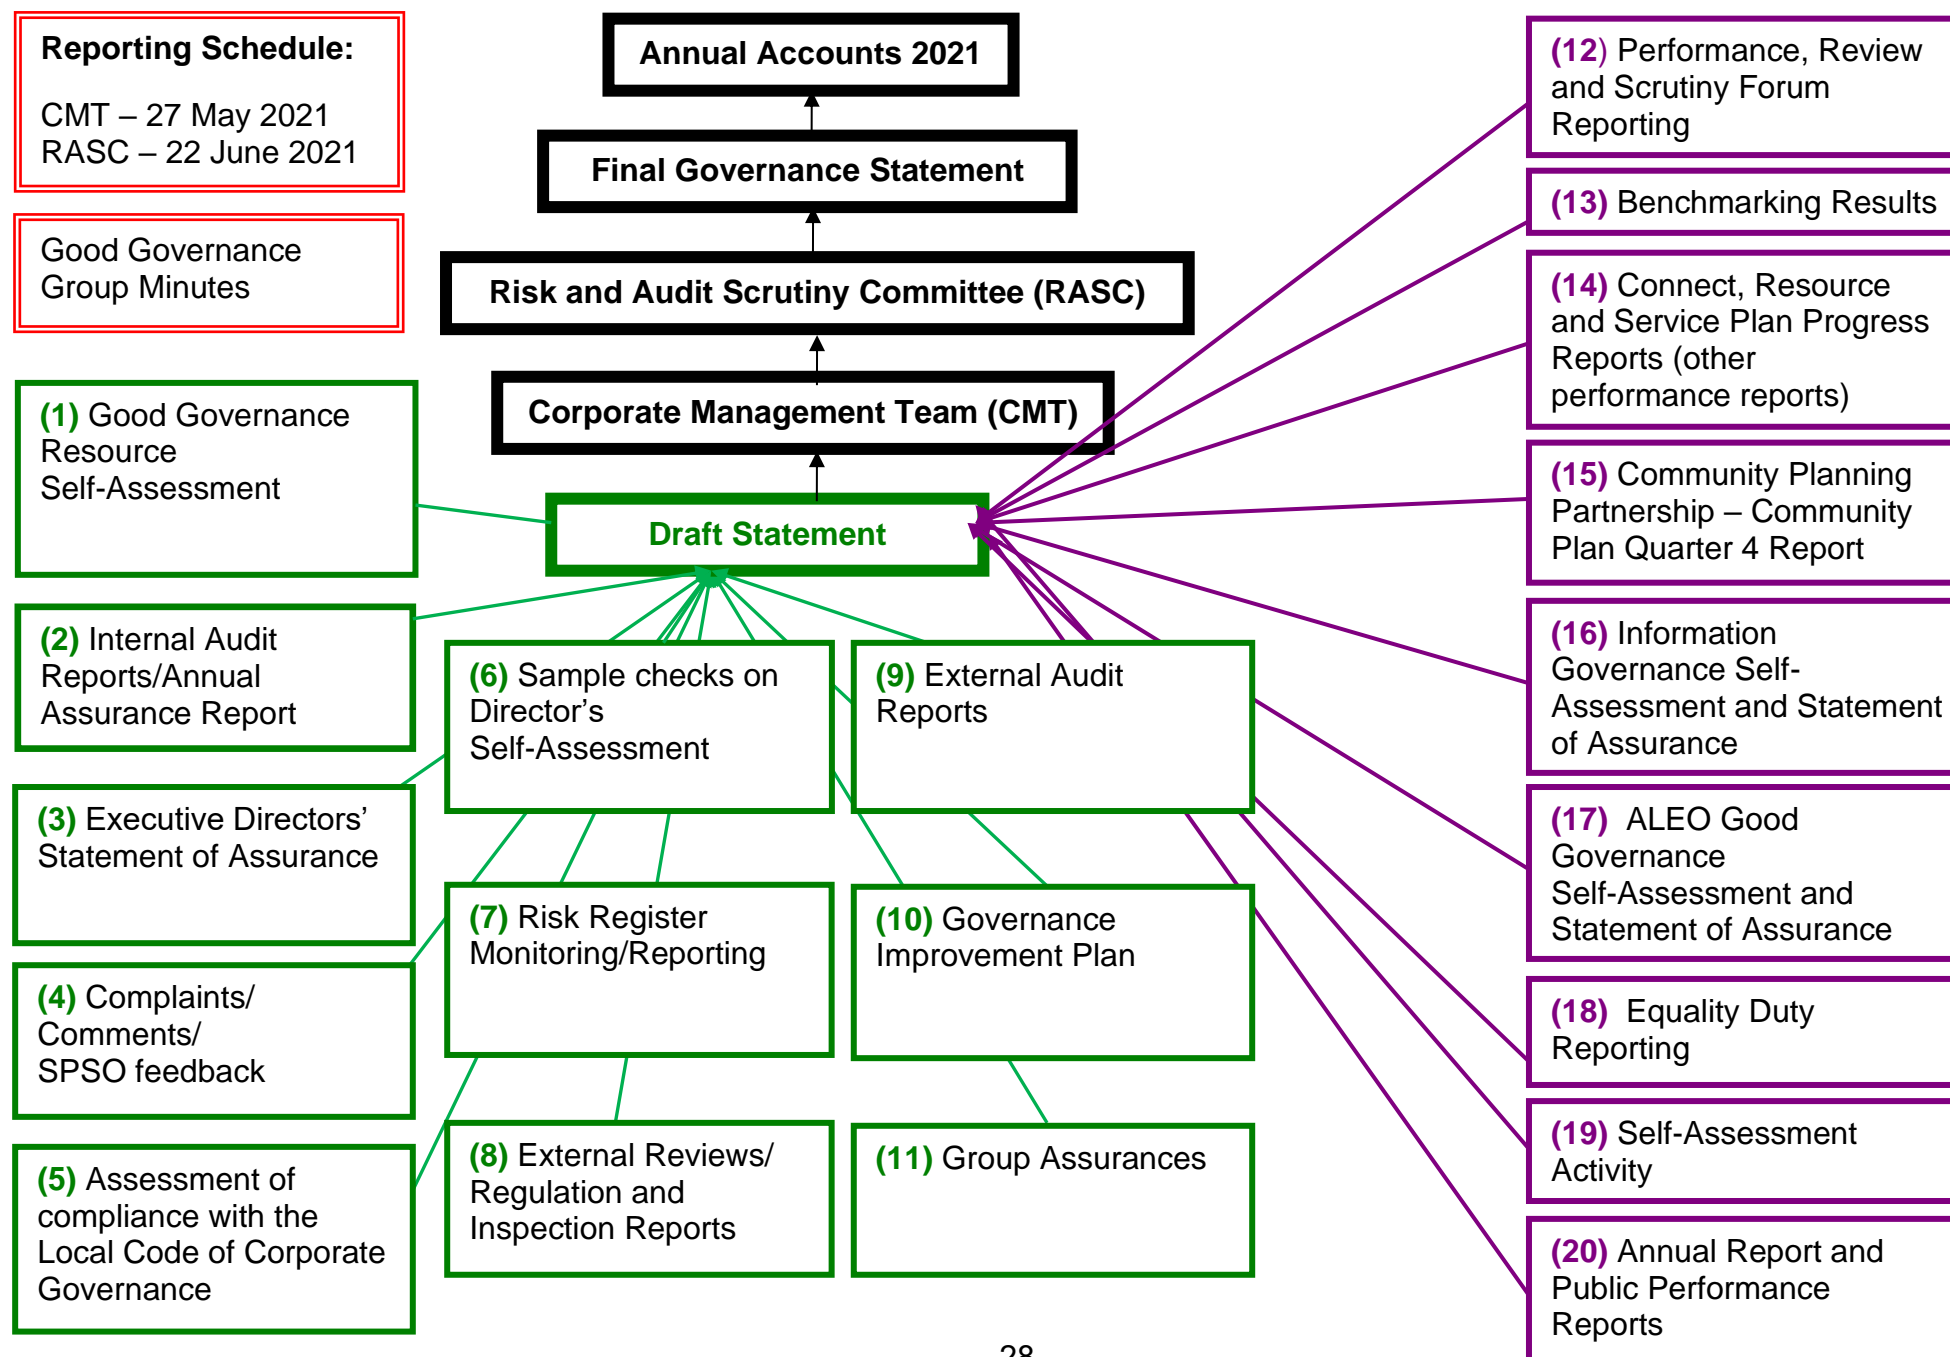 Reporting Schedule:
CMT – 27 May 2021
RASC – 22 June 2021
Good Governance
Group Minutes
Annual Accounts 2021
Final Governance Statement
Risk and Audit Scrutiny Committee (RASC)
Corporate Management Team (CMT)
Draft Statement
(1) Good Governance
Resource
Self-Assessment
(2) Internal Audit
Reports/Annual
Assurance Report
(3) Executive Directors’
Statement of Assurance
(4) Complaints/
Comments/
SPSO feedback
(5) Assessment of
compliance with the
Local Code of Corporate
Governance
(6) Sample checks on
Director’s
Self-Assessment
(7) Risk Register
Monitoring/Reporting
(8) External Reviews/
Regulation and
Inspection Reports
(9) External Audit
Reports
(10) Governance
Improvement Plan
(11) Group Assurances
(12) Performance, Review
and Scrutiny Forum
Reporting
(13) Benchmarking Results
(14) Connect, Resource
and Service Plan Progress
Reports (other
performance reports)
(15) Community Planning
Partnership – Community
Plan Quarter 4 Report
(16) Information
Governance Self-
Assessment and Statement
of Assurance
(17) ALEO Good
Governance
Self-Assessment and
Statement of Assurance
(18) Equality Duty
Reporting
(19) Self-Assessment
Activity
(20) Annual Report and
Public Performance
Reports
28